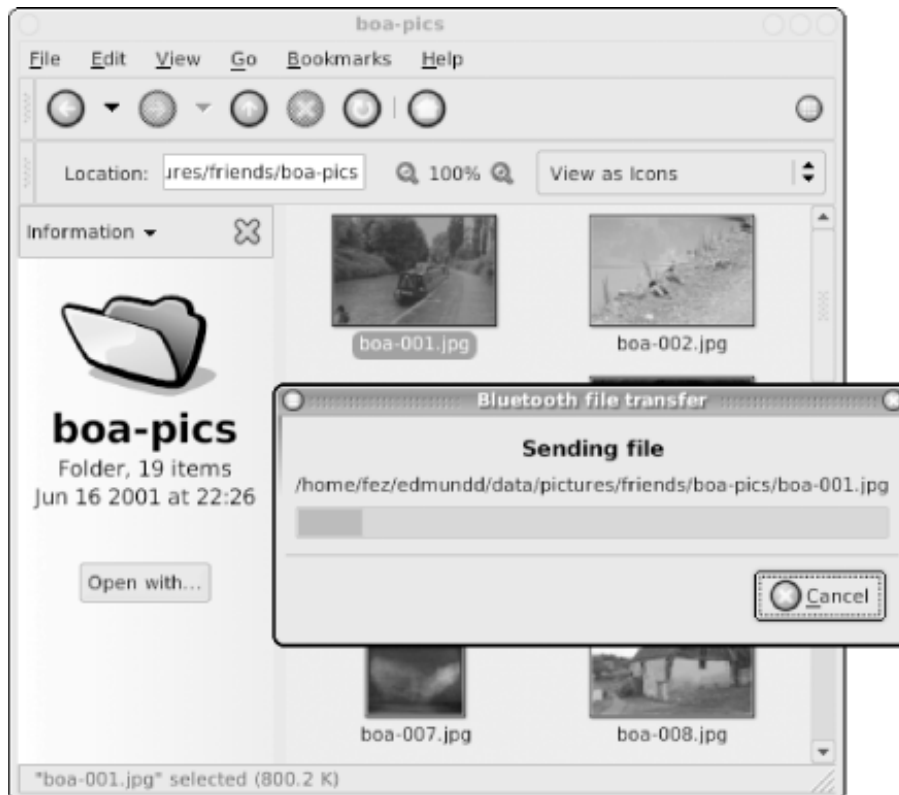 boa-pics
File Edit View Go Bookmarks Help
Location: ures/friends/boa-pics 100% View as Icons
Information
boa-pics
Folder, 19 items
Jun 16 2001 at 22:26
Open with...
boa-001.jpg
boa-002.jpg
Bluetooth file transfer
Sending file
/home/fez/edmundd/data/pictures/friends/boa-pics/boa-001.jpg
Cancel
boa-007.jpg
boa-008.jpg
"boa-001.jpg" selected (800.2 K)